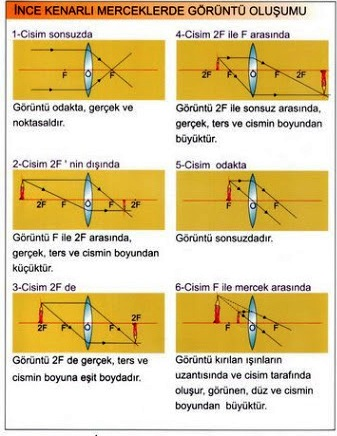 İNCE KENARLI MERCEKLERDE GÖRÜNTÜ OLUŞUMU
1-Cisim sonsuzda
F O F
Görüntü odakta, gerçek ve
noktasaldır.
2-Cisim 2F ' nin dışında
2F F O F 2F
Görüntü F ile 2F arasında,
gerçek, ters ve cismin boyundan
küçüktür.
3-Cisim 2F de
2F F O F 2F
Görüntü 2F de gerçek, ters ve
cismin boyuna eşit boydadır.
4-Cisim 2F ile F arasında
2F F O F 2F
Görüntü 2F ile sonsuz arasında,
gerçek, ters ve cismin boyundan
büyüktür.
5-Cisim odakta
F O F
Görüntü sonsuzdadır.
6-Cisim F ile mercek arasında
F O F
Görüntü kırılan ışınların
uzantısında ve cisim tarafında
oluşur, görünen, düz ve cismin
boyundan büyüktür.